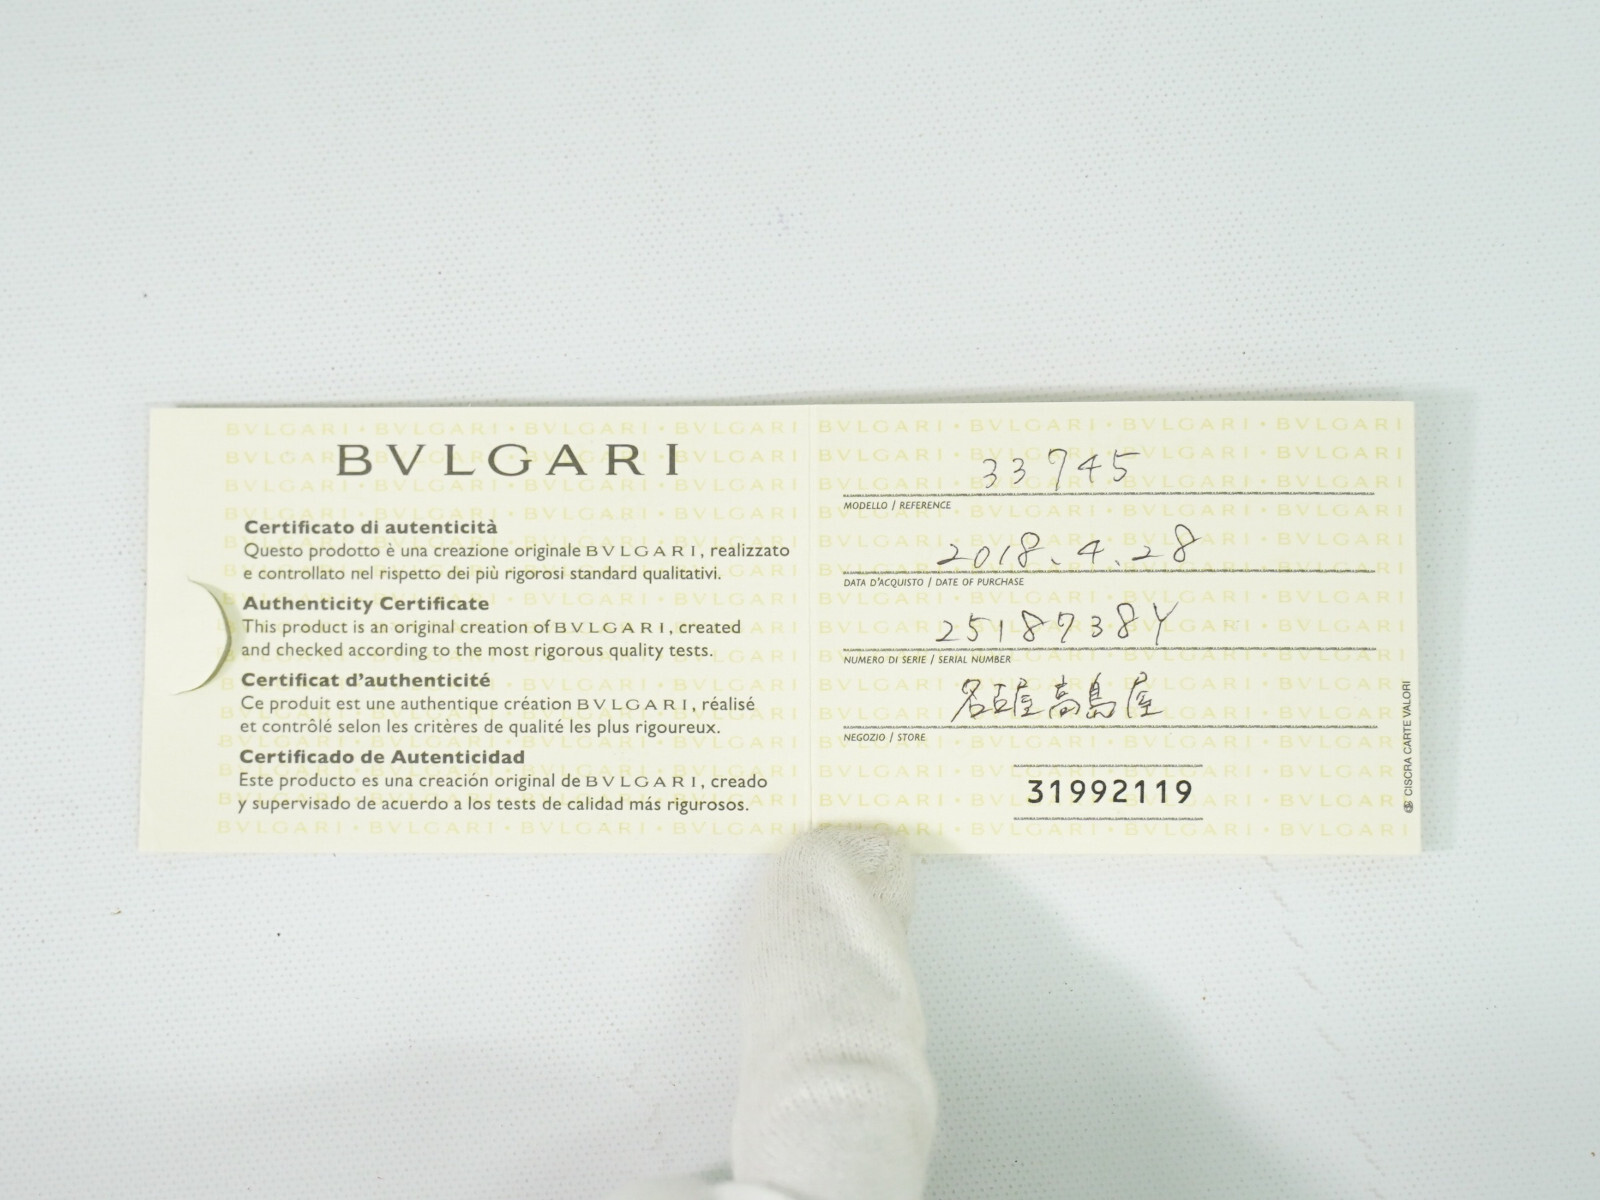 BVLGARI
Certificato di autenticità
Questo prodotto è una creazione originale BVLGARI, realizzato
e controllato nel rispetto dei più rigorosi standard qualitativi.
Authenticity Certificate
This product is an original creation of BVLGARI, created
and checked according to the most rigorous quality tests.
Certificat d'authenticité
Ce produit est une authentique création BVLGARI, réalisé
et contrôlé selon les critères de qualité les plus rigoureux.
Certificado de Autenticidad
Este producto es una creación original de BVLGARI, creado
y supervisado de acuerdo a los tests de calidad más rigurosos.
33745
MODELLO / REFERENCE
2018.4.28
DATA D'ACQUISTO / DATE OF PURCHASE
25187387Y
NUMERO DI SERIE / SERIAL NUMBER
名古屋高島屋
NEGOZIO / STORE
31992119
CISCRA CARTE VALORI